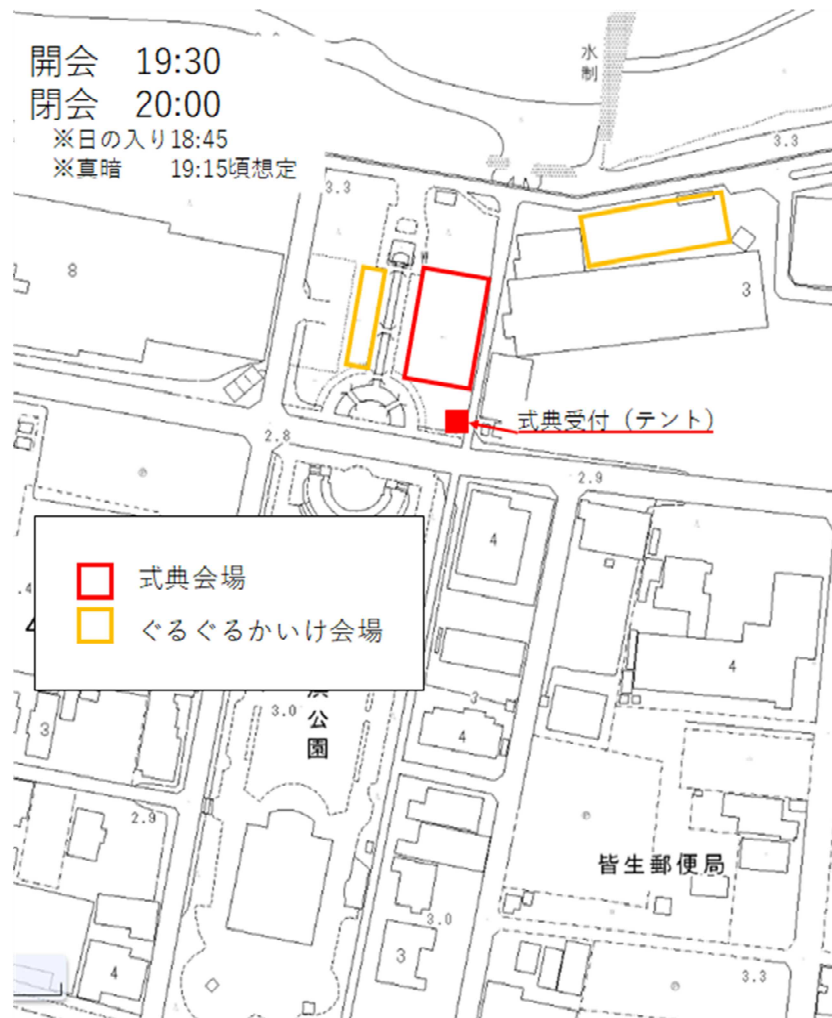 開会　19:30
閉会　20:00
※日の入り18:45
※真暗　　19:15頃想定
水制
3.3
3.3
8
3
式典受付（テント）
2.8
2.9
4
式典会場
ぐるぐるかいけ会場
4
3
3.0
公園
3
4
2.9
皆生郵便局
3.0
3
4
3.3